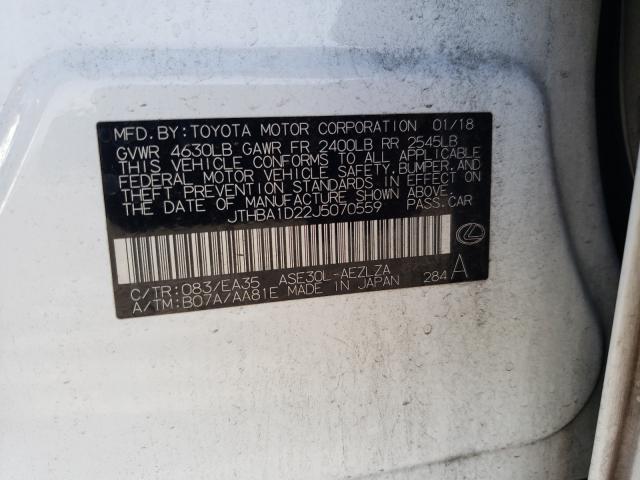 MFD. BY: TOYOTA MOTOR CORPORATION 01/18
GVWR 4630LB GAWR FR 2400LB RR 2545LB
THIS VEHICLE CONFORMS TO ALL APPLICABLE
FEDERAL MOTOR VEHICLE SAFETY, BUMPER, AND
THEFT PREVENTION STANDARDS IN EFFECT ON
THE DATE OF MANUFACTURE SHOWN ABOVE.
JTHBA1D22J5070559 PASS. CAR
C/TR: 083/EA35 ASE30L-AEZLZA
A/TM: B07A/AA81E MADE IN JAPAN 284 A